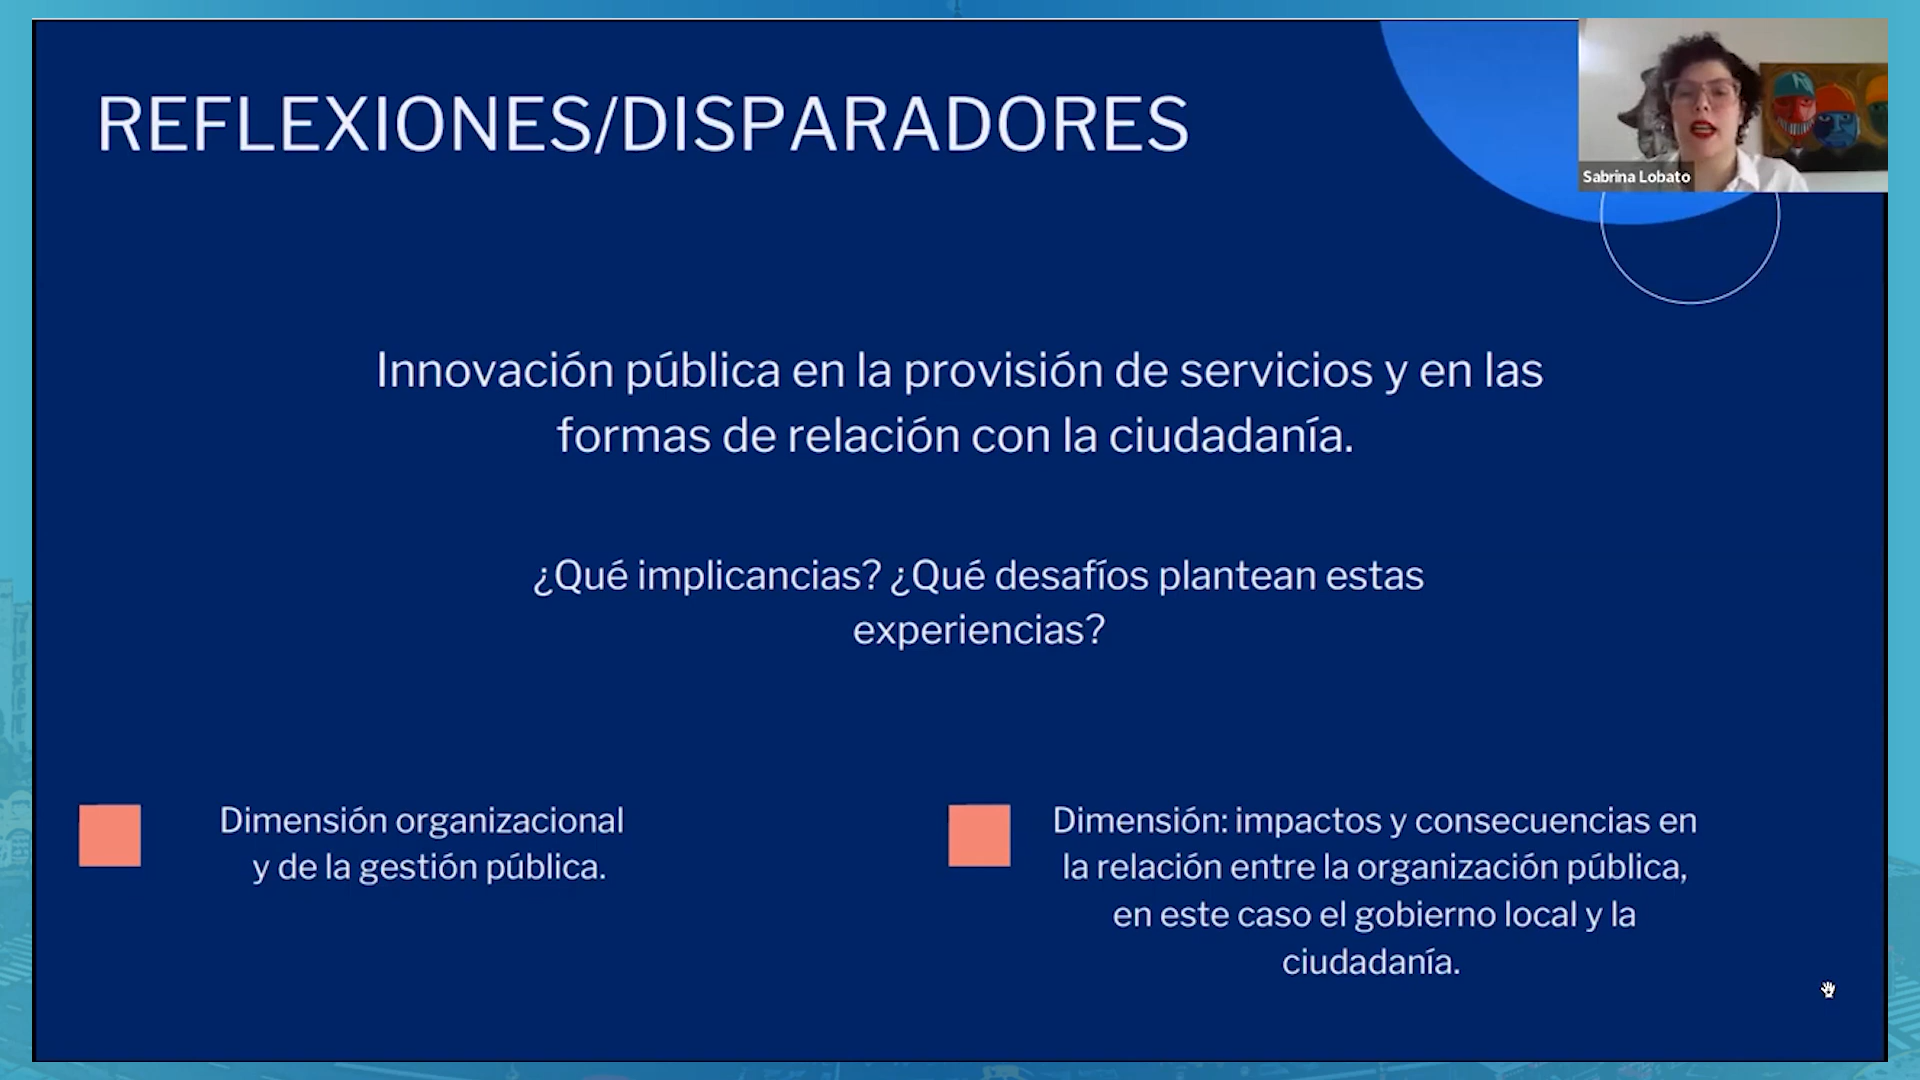 REFLEXIONES/DISPARADORES
Sabrina Lobato
Innovación pública en la provisión de servicios y en las
formas de relación con la ciudadanía.
¿Qué implicancias? ¿Qué desafíos plantean estas
experiencias?
Dimensión organizacional
y de la gestión pública.
Dimensión: impactos y consecuencias en
la relación entre la organización pública,
en este caso el gobierno local y la
ciudadanía.